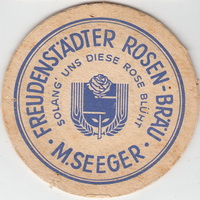 FREUDENSTÄDTER ROSEN-BRÄU
SOLANG' UNS DIESE ROSE BLÜHT
· M.SEEGER ·